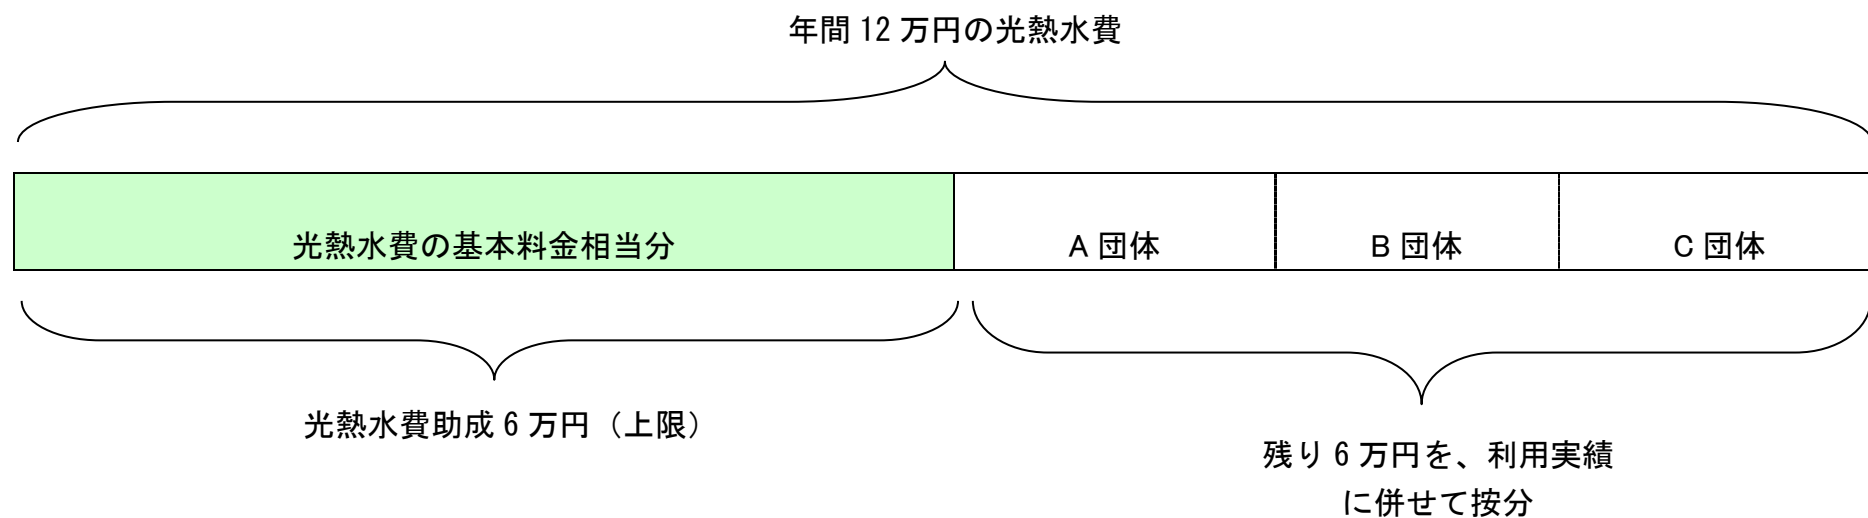 年間 12 万円の光熱水費
光熱水費の基本料金相当分
A 団体
B 団体
C 団体
光熱水費助成 6 万円（上限）
残り 6 万円を、利用実績
に併せて按分